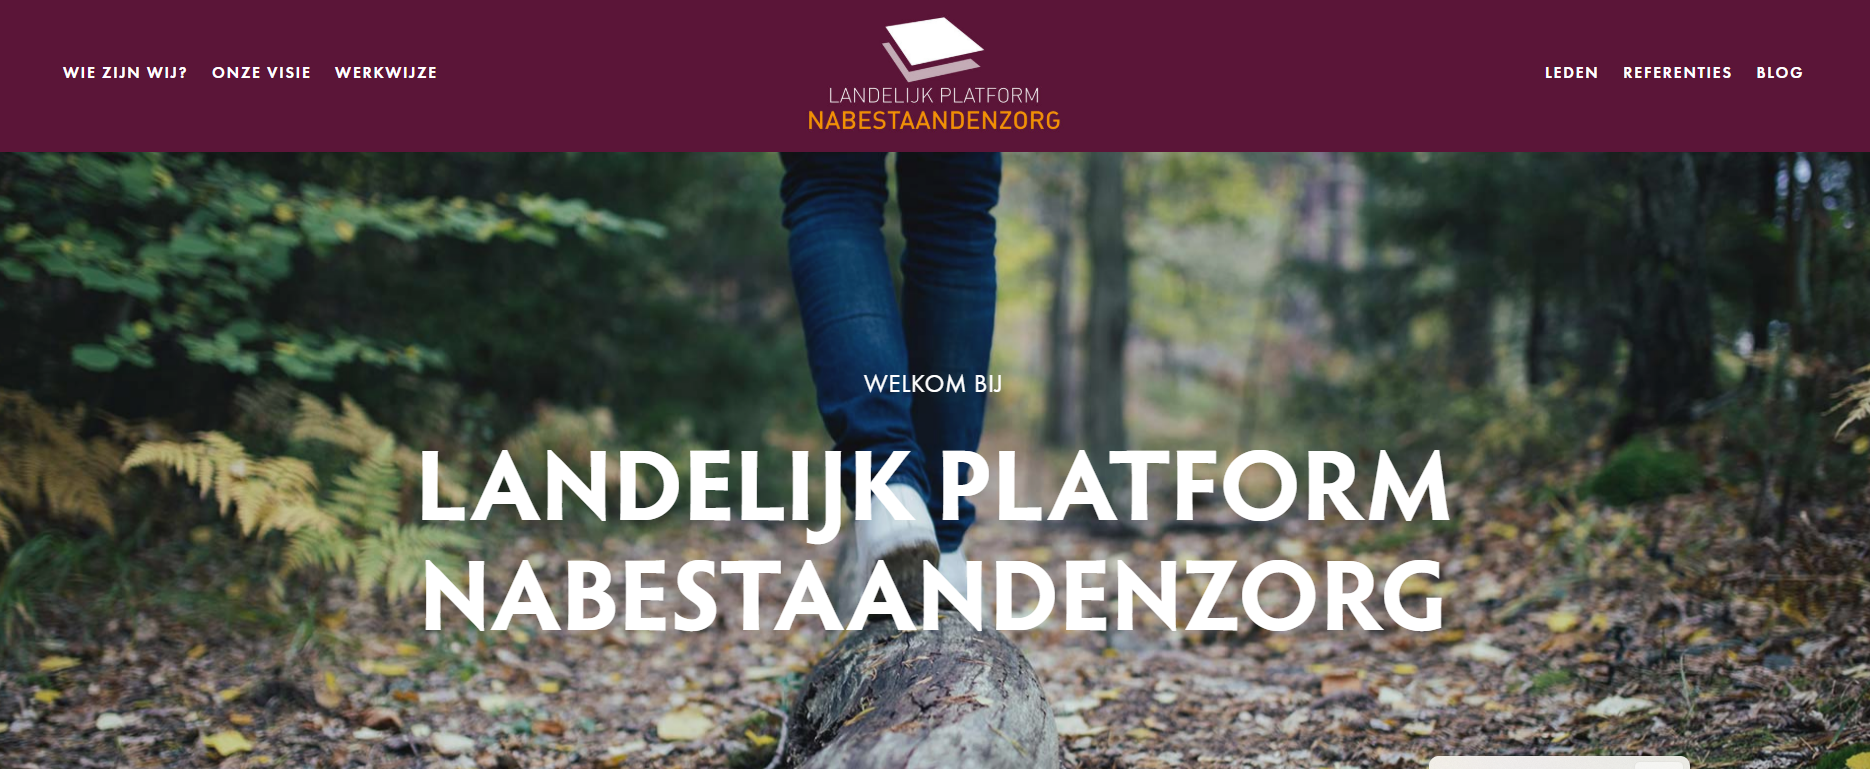 WIE ZIJN WIJ? ONZE VISIE WERKWIJZE
LANDELIJK PLATFORM
NABESTAANDENZORG
LEDEN REFERENTIES BLOG
WELKOM BIJ
LANDELIJK PLATFORM
NABESTAANDENZORG